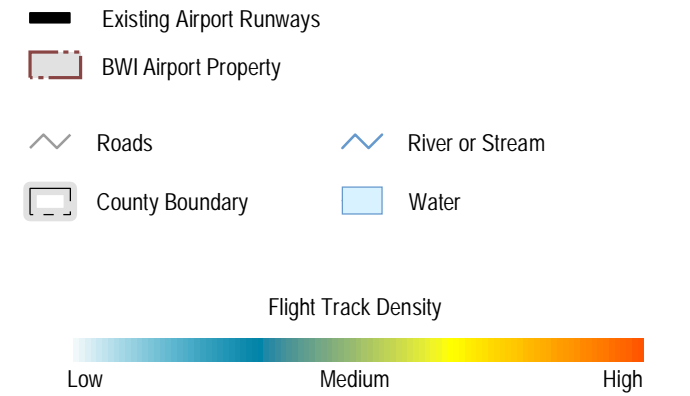 Existing Airport Runways
BWI Airport Property
Roads
River or Stream
County Boundary
Water
Flight Track Density
Low Medium High